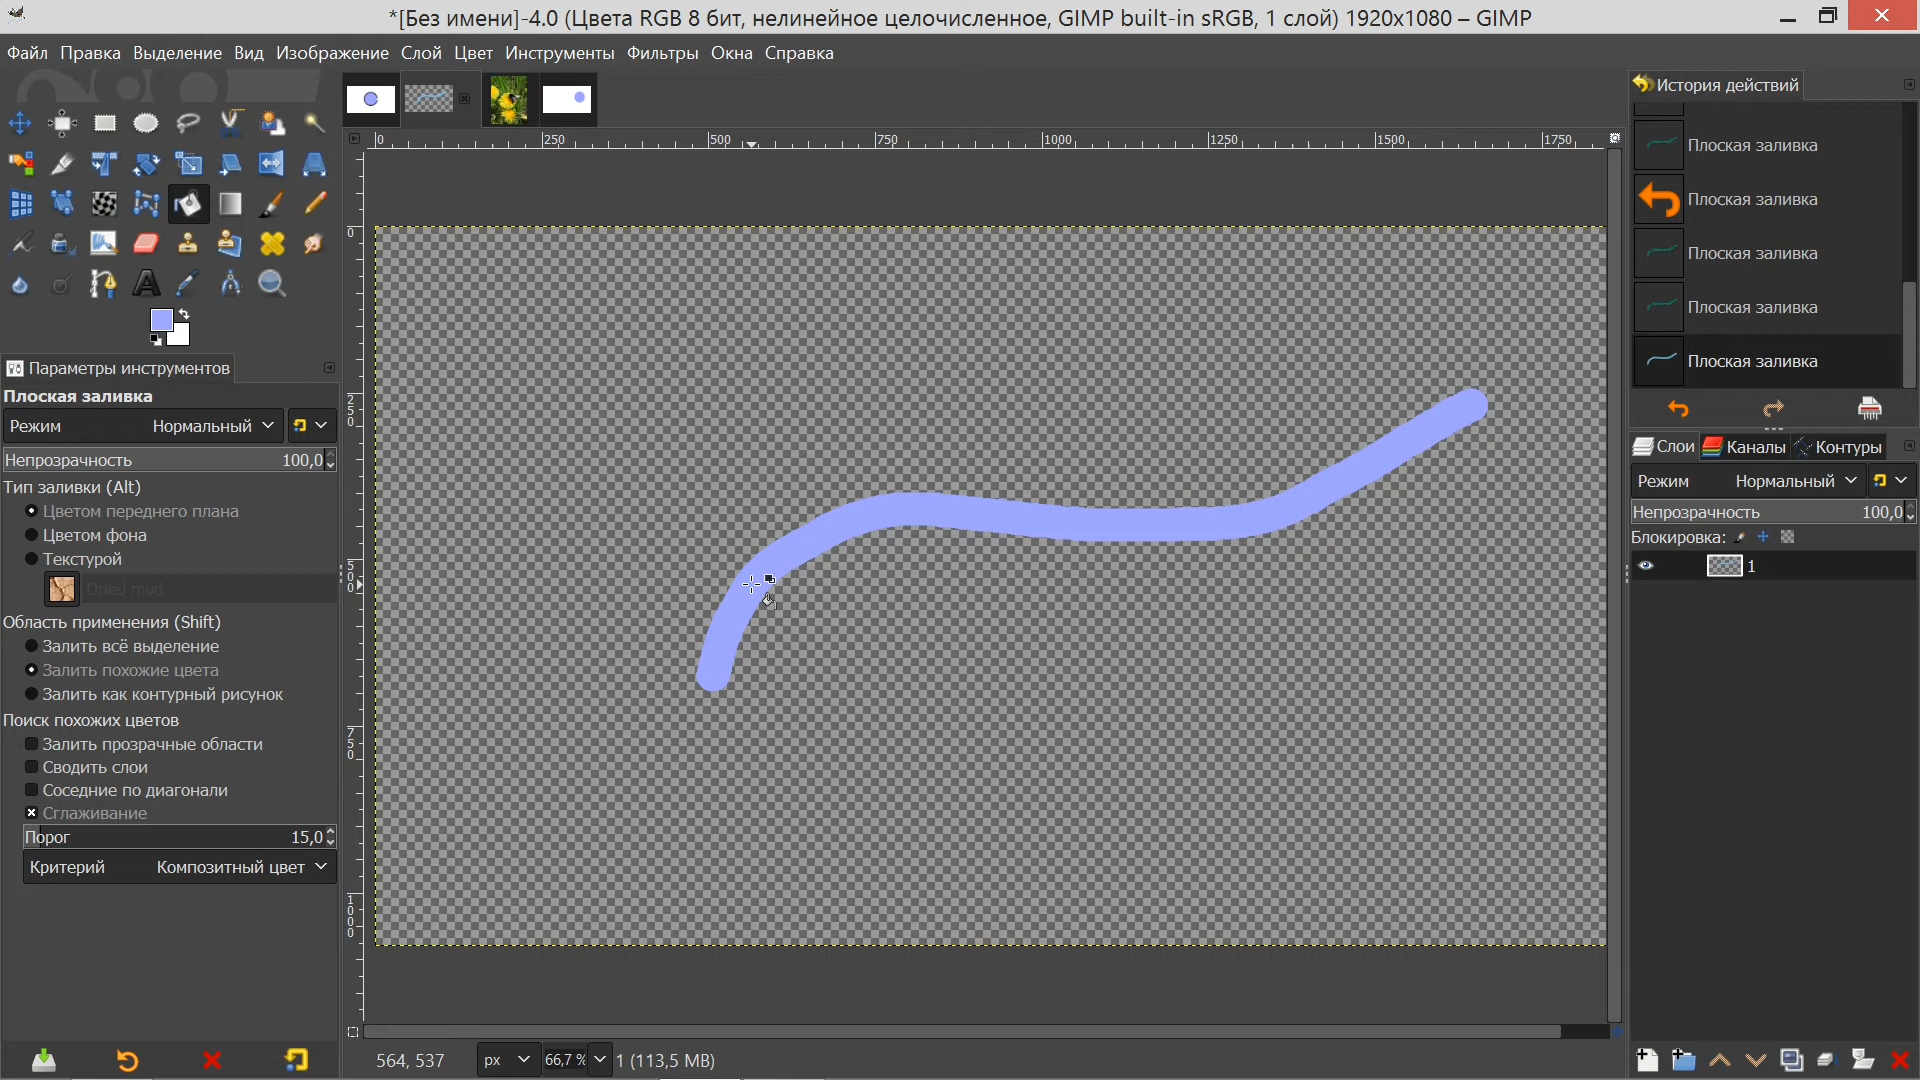 *[Без имени]-4.0 (Цвета RGB 8 бит, нелинейное целочисленное, GIMP built-in sRGB, 1 слой) 1920x1080 – GIMP
Файл Правка Выделение Вид Изображение Слой Цвет Инструменты Фильтры Окна Справка
История действий
0 250 500 750 1000 1250 1500 1750
Плоская заливка
Плоская заливка
Плоская заливка
Плоская заливка
Плоская заливка
Параметры инструментов
Плоская заливка
Режим Нормальный
Непрозрачность 100,0
Тип заливки (Alt)
Цветом переднего плана
Цветом фона
Текстурой
Dried mud
Область применения (Shift)
Залить всё выделение
Залить похожие цвета
Залить как контурный рисунок
Поиск похожих цветов
Залить прозрачные области
Сводить слои
Соседние по диагонали
Сглаживание
Порог 15,0
Критерий Композитный цвет
0
250
500
750
1000
Слои Каналы Контуры
Режим Нормальный
Непрозрачность 100,0
Блокировка:
1
564, 537 px 66,7 % 1 (113,5 MB)